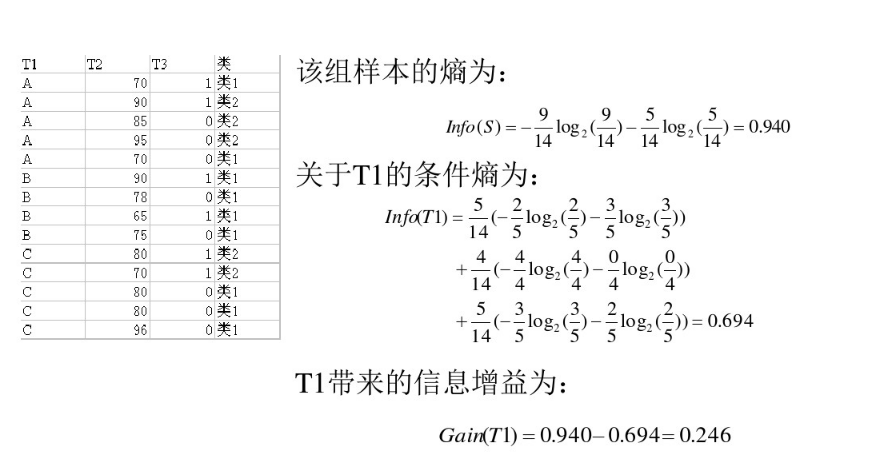 T1 T2 T3 类
A 70 1 类1
A 90 1 类2
A 85 0 类2
A 95 0 类2
A 70 0 类1
B 90 1 类1
B 78 0 类1
B 65 1 类1
B 75 0 类1
C 80 1 类2
C 70 1 类2
C 80 0 类1
C 80 0 类1
C 96 0 类1
该组样本的熵为：
Info(S) = −9/14 log₂(9/14) − 5/14 log₂(5/14) = 0.940
关于T1的条件熵为：
Info(T1) = 5/14(−2/5 log₂(2/5) − 3/5 log₂(3/5))
+ 4/14(−4/4 log₂(4/4) − 0/4 log₂(0/4))
+ 5/14(−3/5 log₂(3/5) − 2/5 log₂(2/5)) = 0.694
T1带来的信息增益为：
Gain(T1) = 0.940 − 0.694 = 0.246